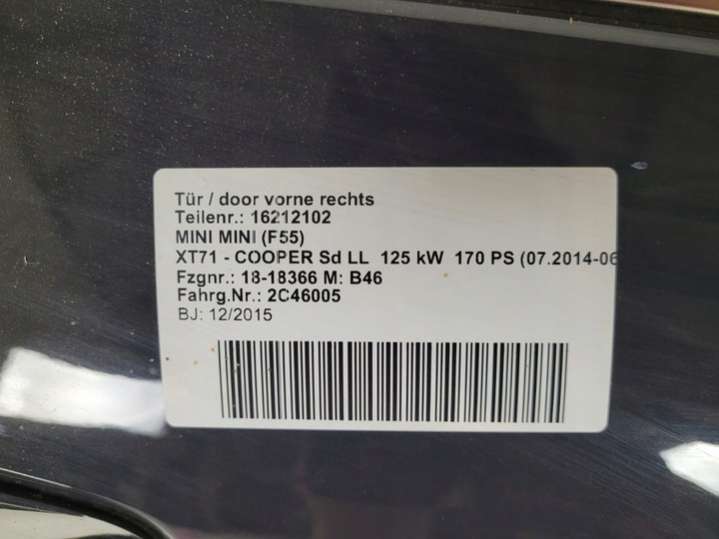 Tür / door vorne rechts
Teilenr.: 16212102
MINI MINI (F55)
XT71 - COOPER Sd LL 125 kW 170 PS (07.2014-06
Fzgnr.: 18-18366 M: B46
Fahrg.Nr.: 2C46005
BJ: 12/2015